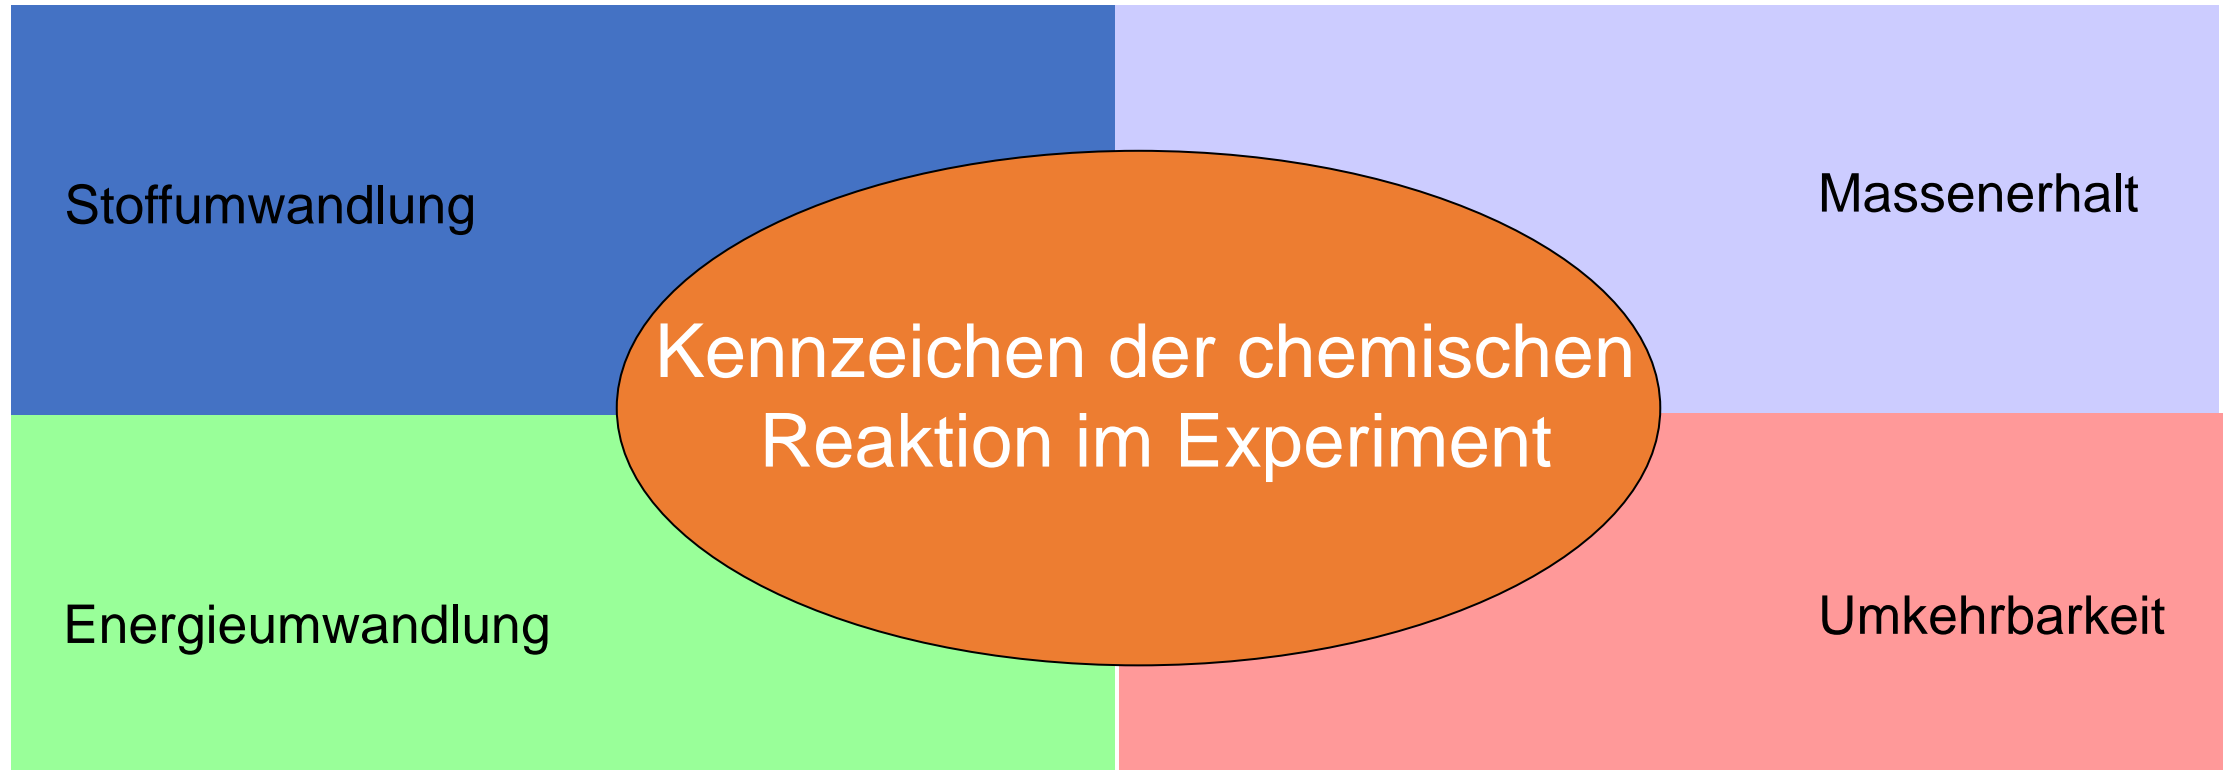 Stoffumwandlung
Massenerhalt
Kennzeichen der chemischen
Reaktion im Experiment
Energieumwandlung
Umkehrbarkeit